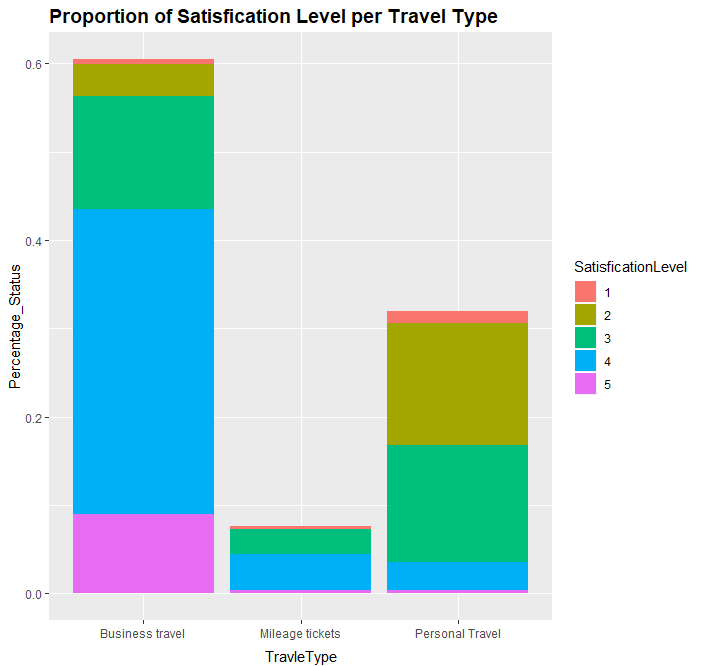 Proportion of Satisfication Level per Travel Type
Percentage_Status
0.6
0.4
0.2
0.0
Business travel
Mileage tickets
Personal Travel
TravleType
SatisficationLevel
1
2
3
4
5